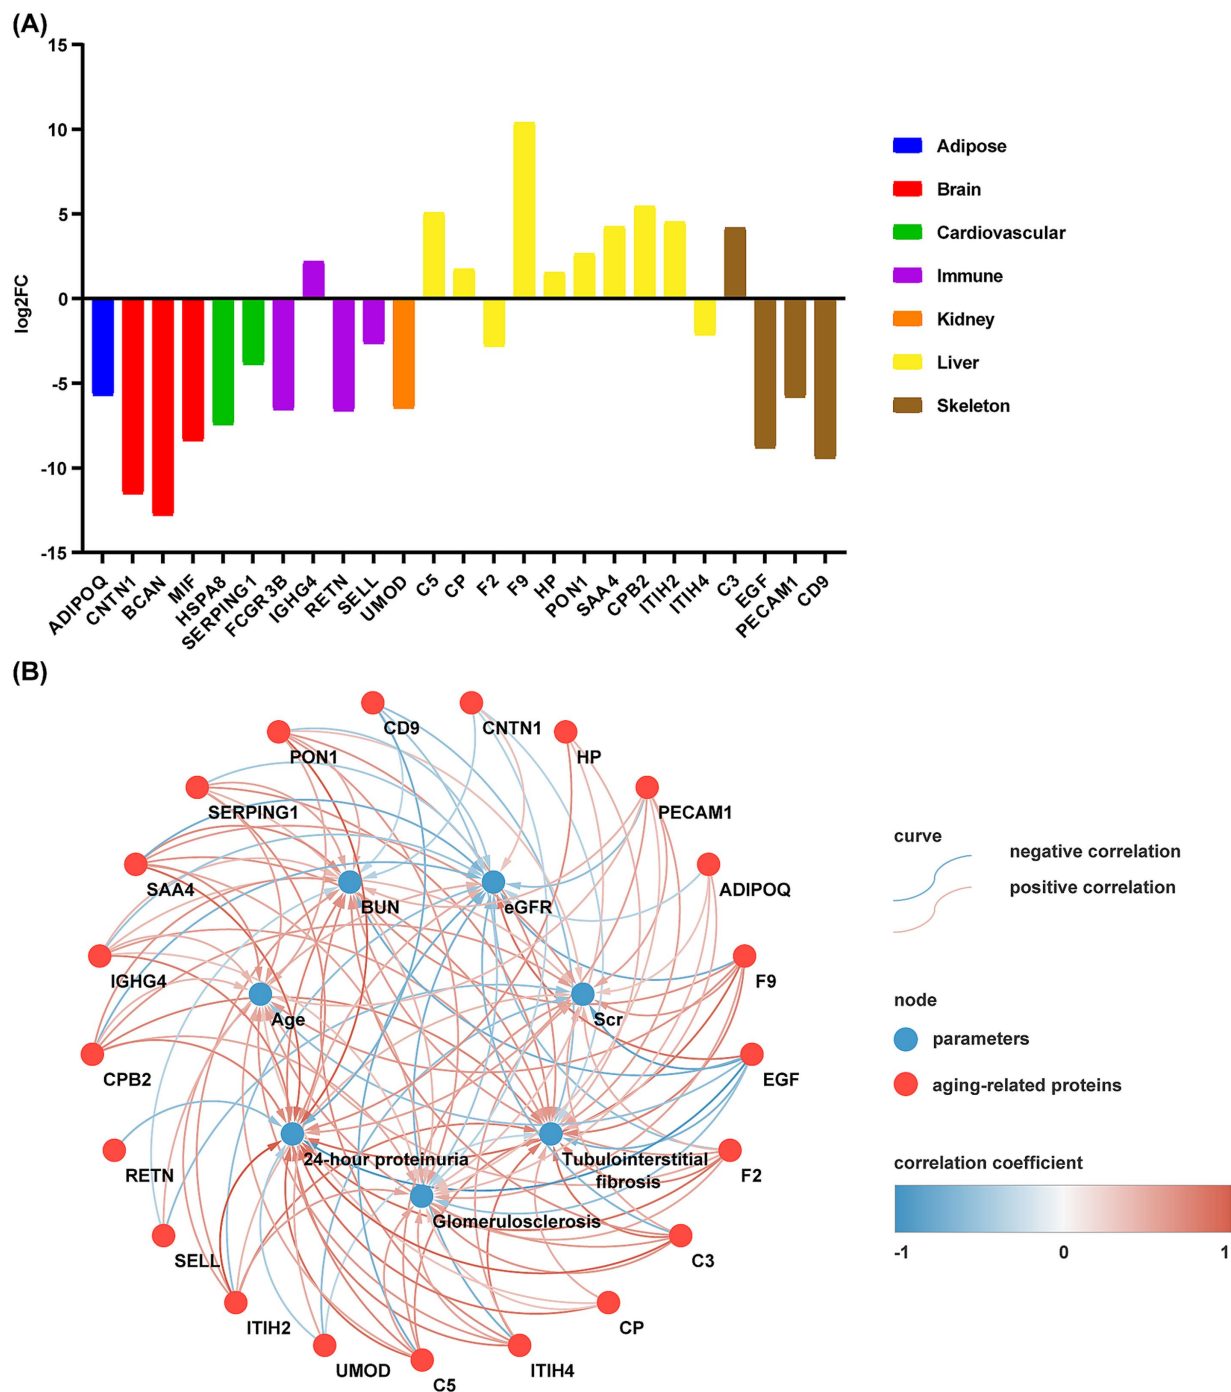 (A)
15
10
5
0
-5
-10
-15
log2FC
ADIPOQ
CNTN1
BCAN
MIF
HSPA8
SERPING1
FCGR3B
IGHG4
RETN
SELL
UMOD
C5
CP
F2
F9
HP
PON1
SAA4
CPB2
ITIH2
ITIH4
C3
EGF
PECAM1
CD9
Adipose
Brain
Cardiovascular
Immune
Kidney
Liver
Skeleton
(B)
CD9
CNTN1
HP
PON1
PECAM1
SERPING1
SAA4
ADIPOQ
BUN
eGFR
IGHG4
F9
Age
Scr
CPB2
EGF
24-hour proteinuria
Tubulointerstitial
fibrosis
RETN
F2
Glomerulosclerosis
SELL
C3
ITIH2
CP
UMOD
C5
ITIH4
curve
negative correlation
positive correlation
node
parameters
aging-related proteins
correlation coefficient
-1
0
1